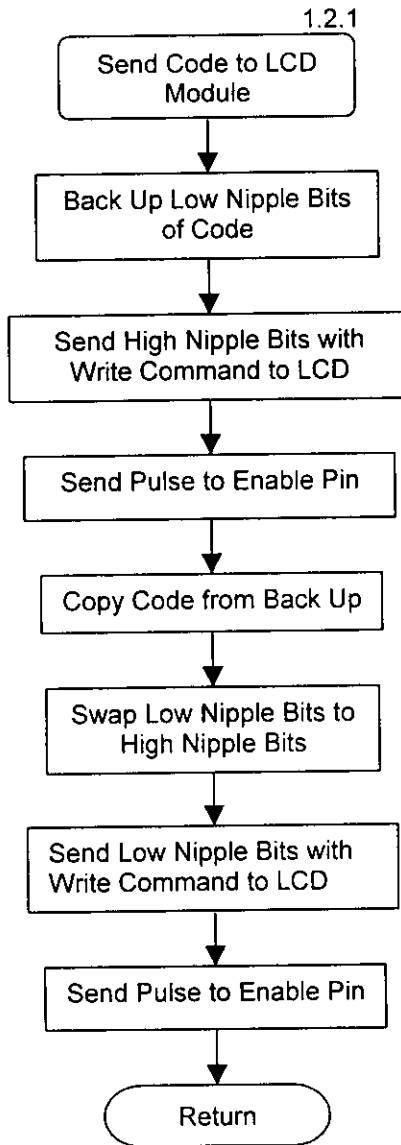 1.2.1
Send Code to LCD
Module
Back Up Low Nipple Bits
of Code
Send High Nipple Bits with
Write Command to LCD
Send Pulse to Enable Pin
Copy Code from Back Up
Swap Low Nipple Bits to
High Nipple Bits
Send Low Nipple Bits with
Write Command to LCD
Send Pulse to Enable Pin
Return